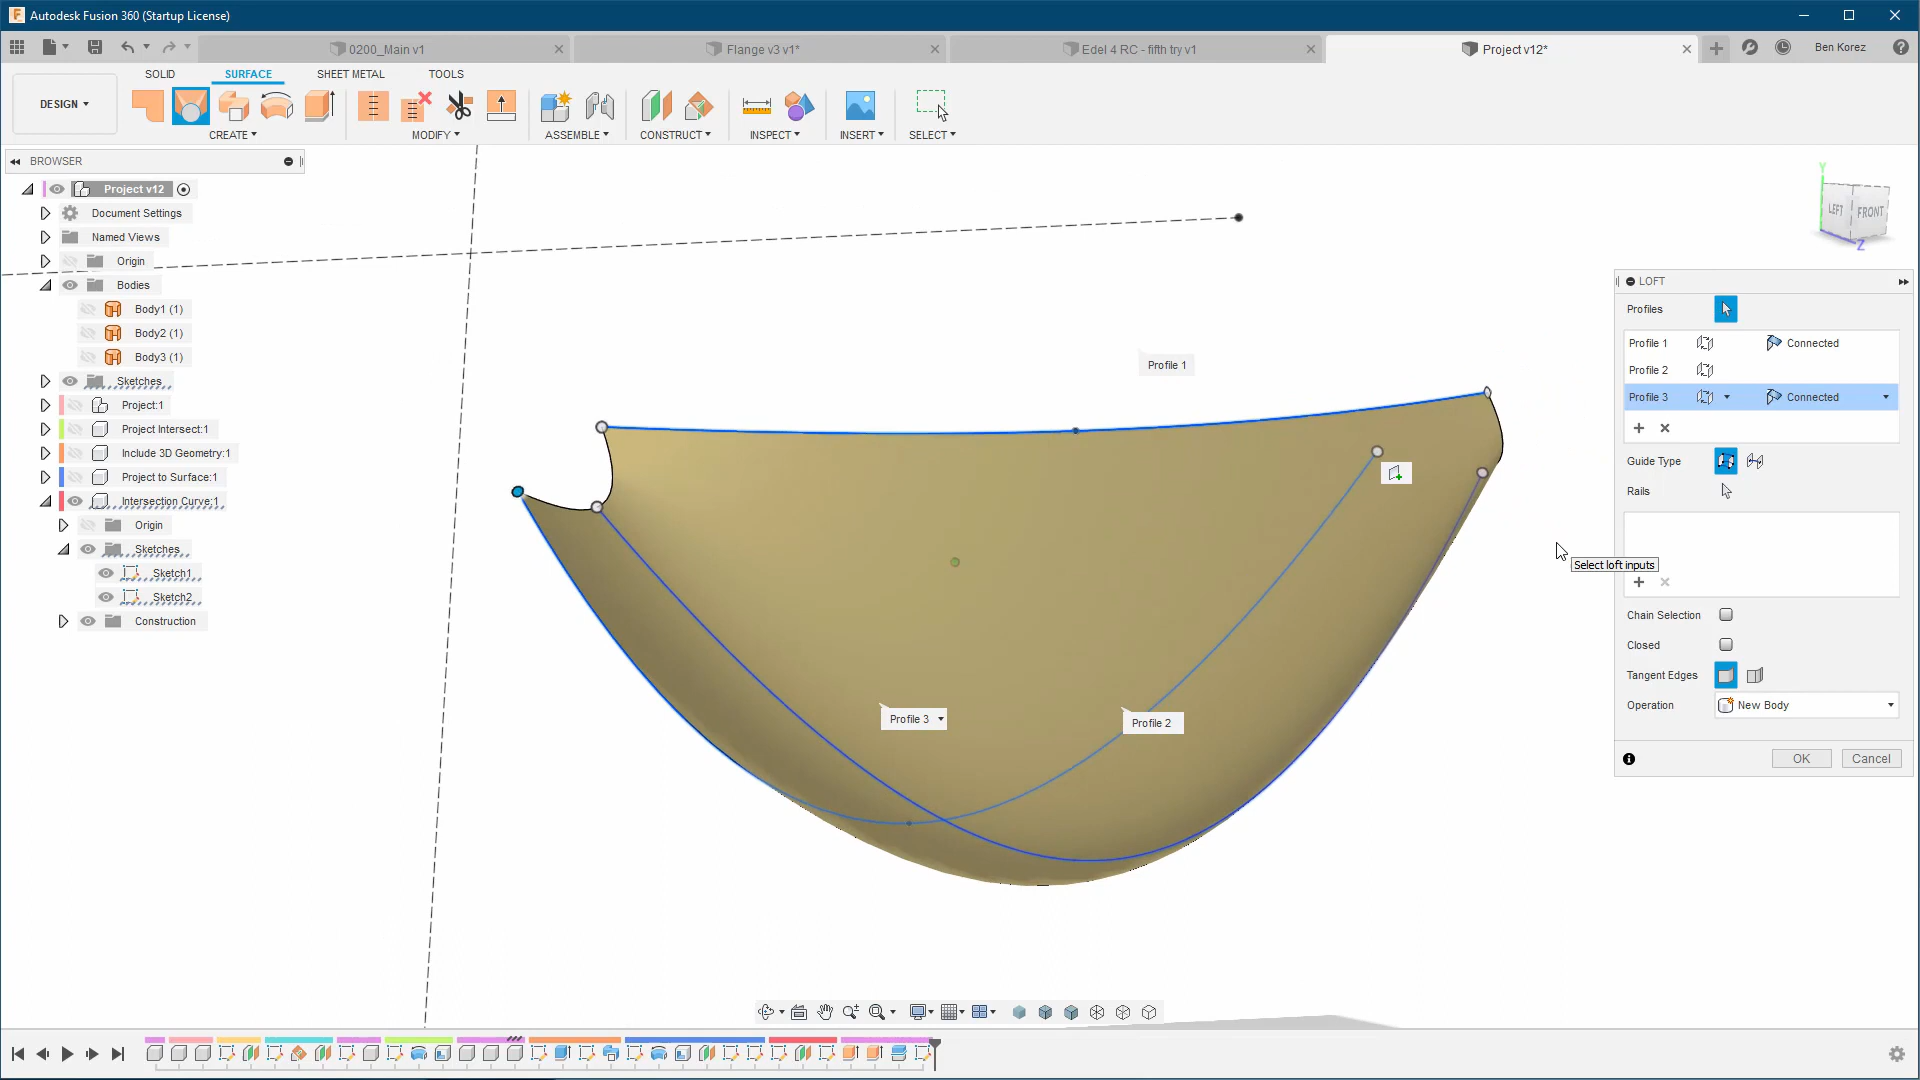 Autodesk Fusion 360 (Startup License)
0200_Main v1
Flange v3 v1*
Edel 4 RC - fifth try v1
Project v12*
Ben Korez
SOLID
SURFACE
SHEET METAL
TOOLS
DESIGN
CREATE
MODIFY
ASSEMBLE
CONSTRUCT
INSPECT
INSERT
SELECT
BROWSER
Project v12
Document Settings
Named Views
Origin
Bodies
Body1 (1)
Body2 (1)
Body3 (1)
Sketches
Project:1
Project Intersect:1
Include 3D Geometry:1
Project to Surface:1
Intersection Curve:1
Origin
Sketches
Sketch1
Sketch2
Construction
Y
LEFT
FRONT
Z
Profile 1
Profile 3
Profile 2
LOFT
Profiles
Profile 1
Connected
Profile 2
Profile 3
Connected
Guide Type
Rails
Select loft inputs
Chain Selection
Closed
Tangent Edges
Operation
New Body
OK
Cancel